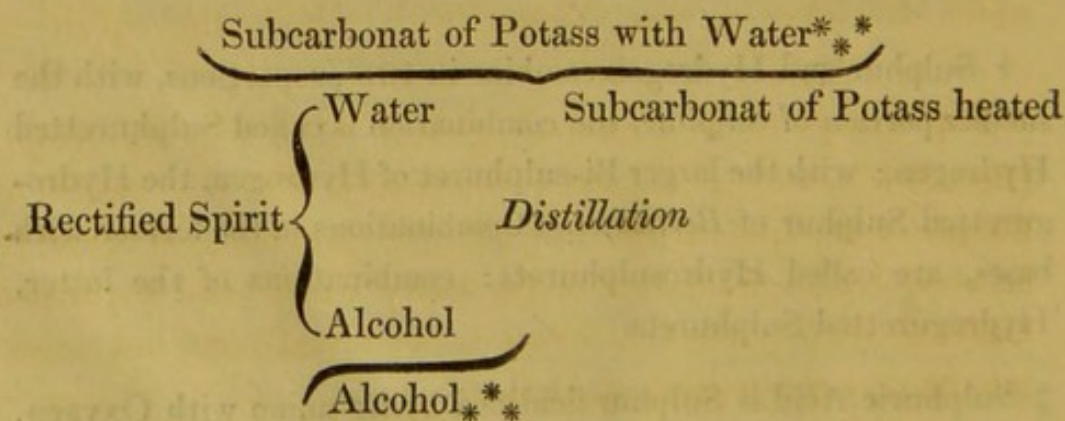 Subcarbonat of Potass with Water⁂
Water Subcarbonat of Potass heated
Rectified Spirit Distillation
Alcohol
Alcohol⁂